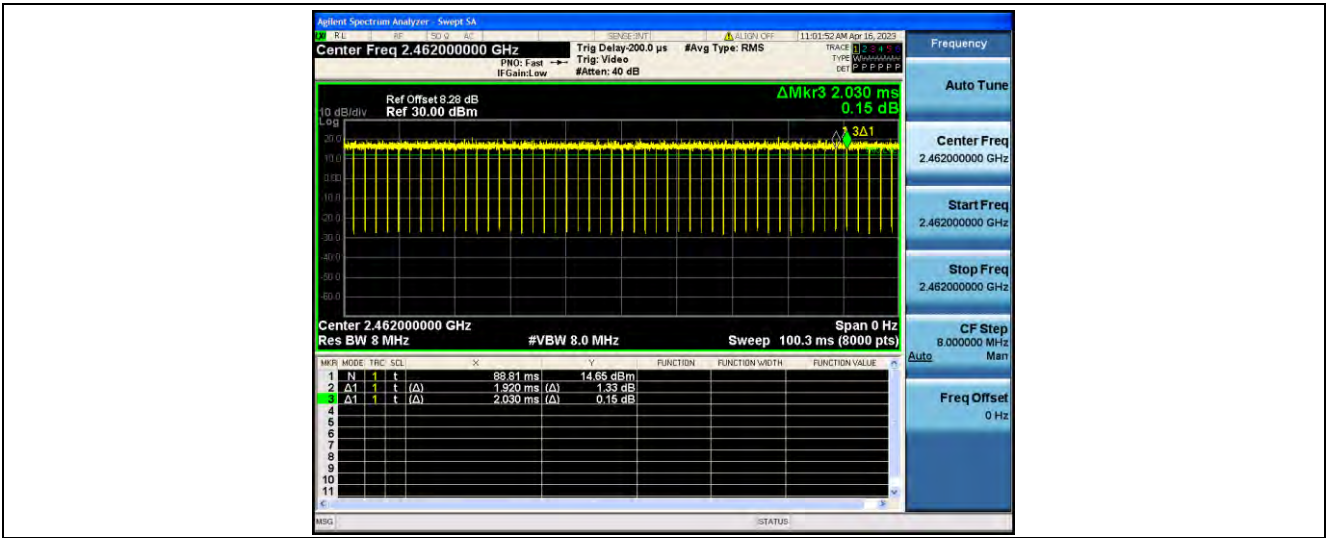 Agilent Spectrum Analyzer - Swept SA
RL RF 50 Ω AC SENSE:INT ALIGN OFF 11:01:52 AM Apr 16, 2023
Center Freq 2.462000000 GHz Trig Delay-200.0 µs #Avg Type: RMS TRACE 1 2 3 4 5 6
PNO: Fast Trig: Video TYPE
IFGain:Low #Atten: 40 dB DET P P P P P P
ΔMkr3 2.030 ms
0.15 dB
Ref Offset 8.28 dB
10 dB/div Ref 30.00 dBm
Log
20.0
10.0
0.00
-10.0
-20.0
-30.0
-40.0
-50.0
-60.0
3Δ1
Center 2.462000000 GHz Span 0 Hz
Res BW 8 MHz #VBW 8.0 MHz Sweep 100.3 ms (8000 pts)
MKR MODE TRC SCL X Y FUNCTION FUNCTION WIDTH FUNCTION VALUE
1 N 1 t 88.81 ms 14.65 dBm
2 Δ1 1 t (Δ) 1.920 ms (Δ) 1.33 dB
3 Δ1 1 t (Δ) 2.030 ms (Δ) 0.15 dB
4
5
6
7
8
9
10
11
MSG STATUS
Frequency
Auto Tune
Center Freq
2.462000000 GHz
Start Freq
2.462000000 GHz
Stop Freq
2.462000000 GHz
CF Step
8.000000 MHz
Auto Man
Freq Offset
0 Hz